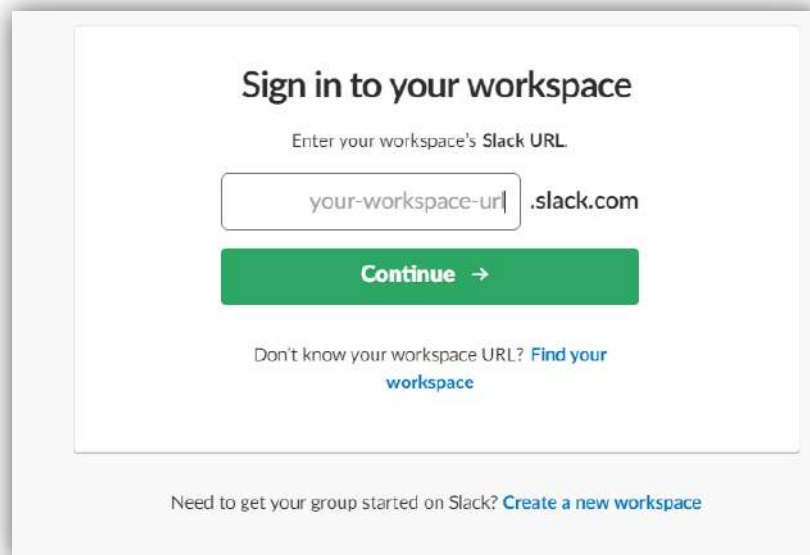 Sign in to your workspace
Enter your workspace's Slack URL.
your-workspace-url .slack.com
Continue →
Don't know your workspace URL? Find your
workspace
Need to get your group started on Slack? Create a new workspace